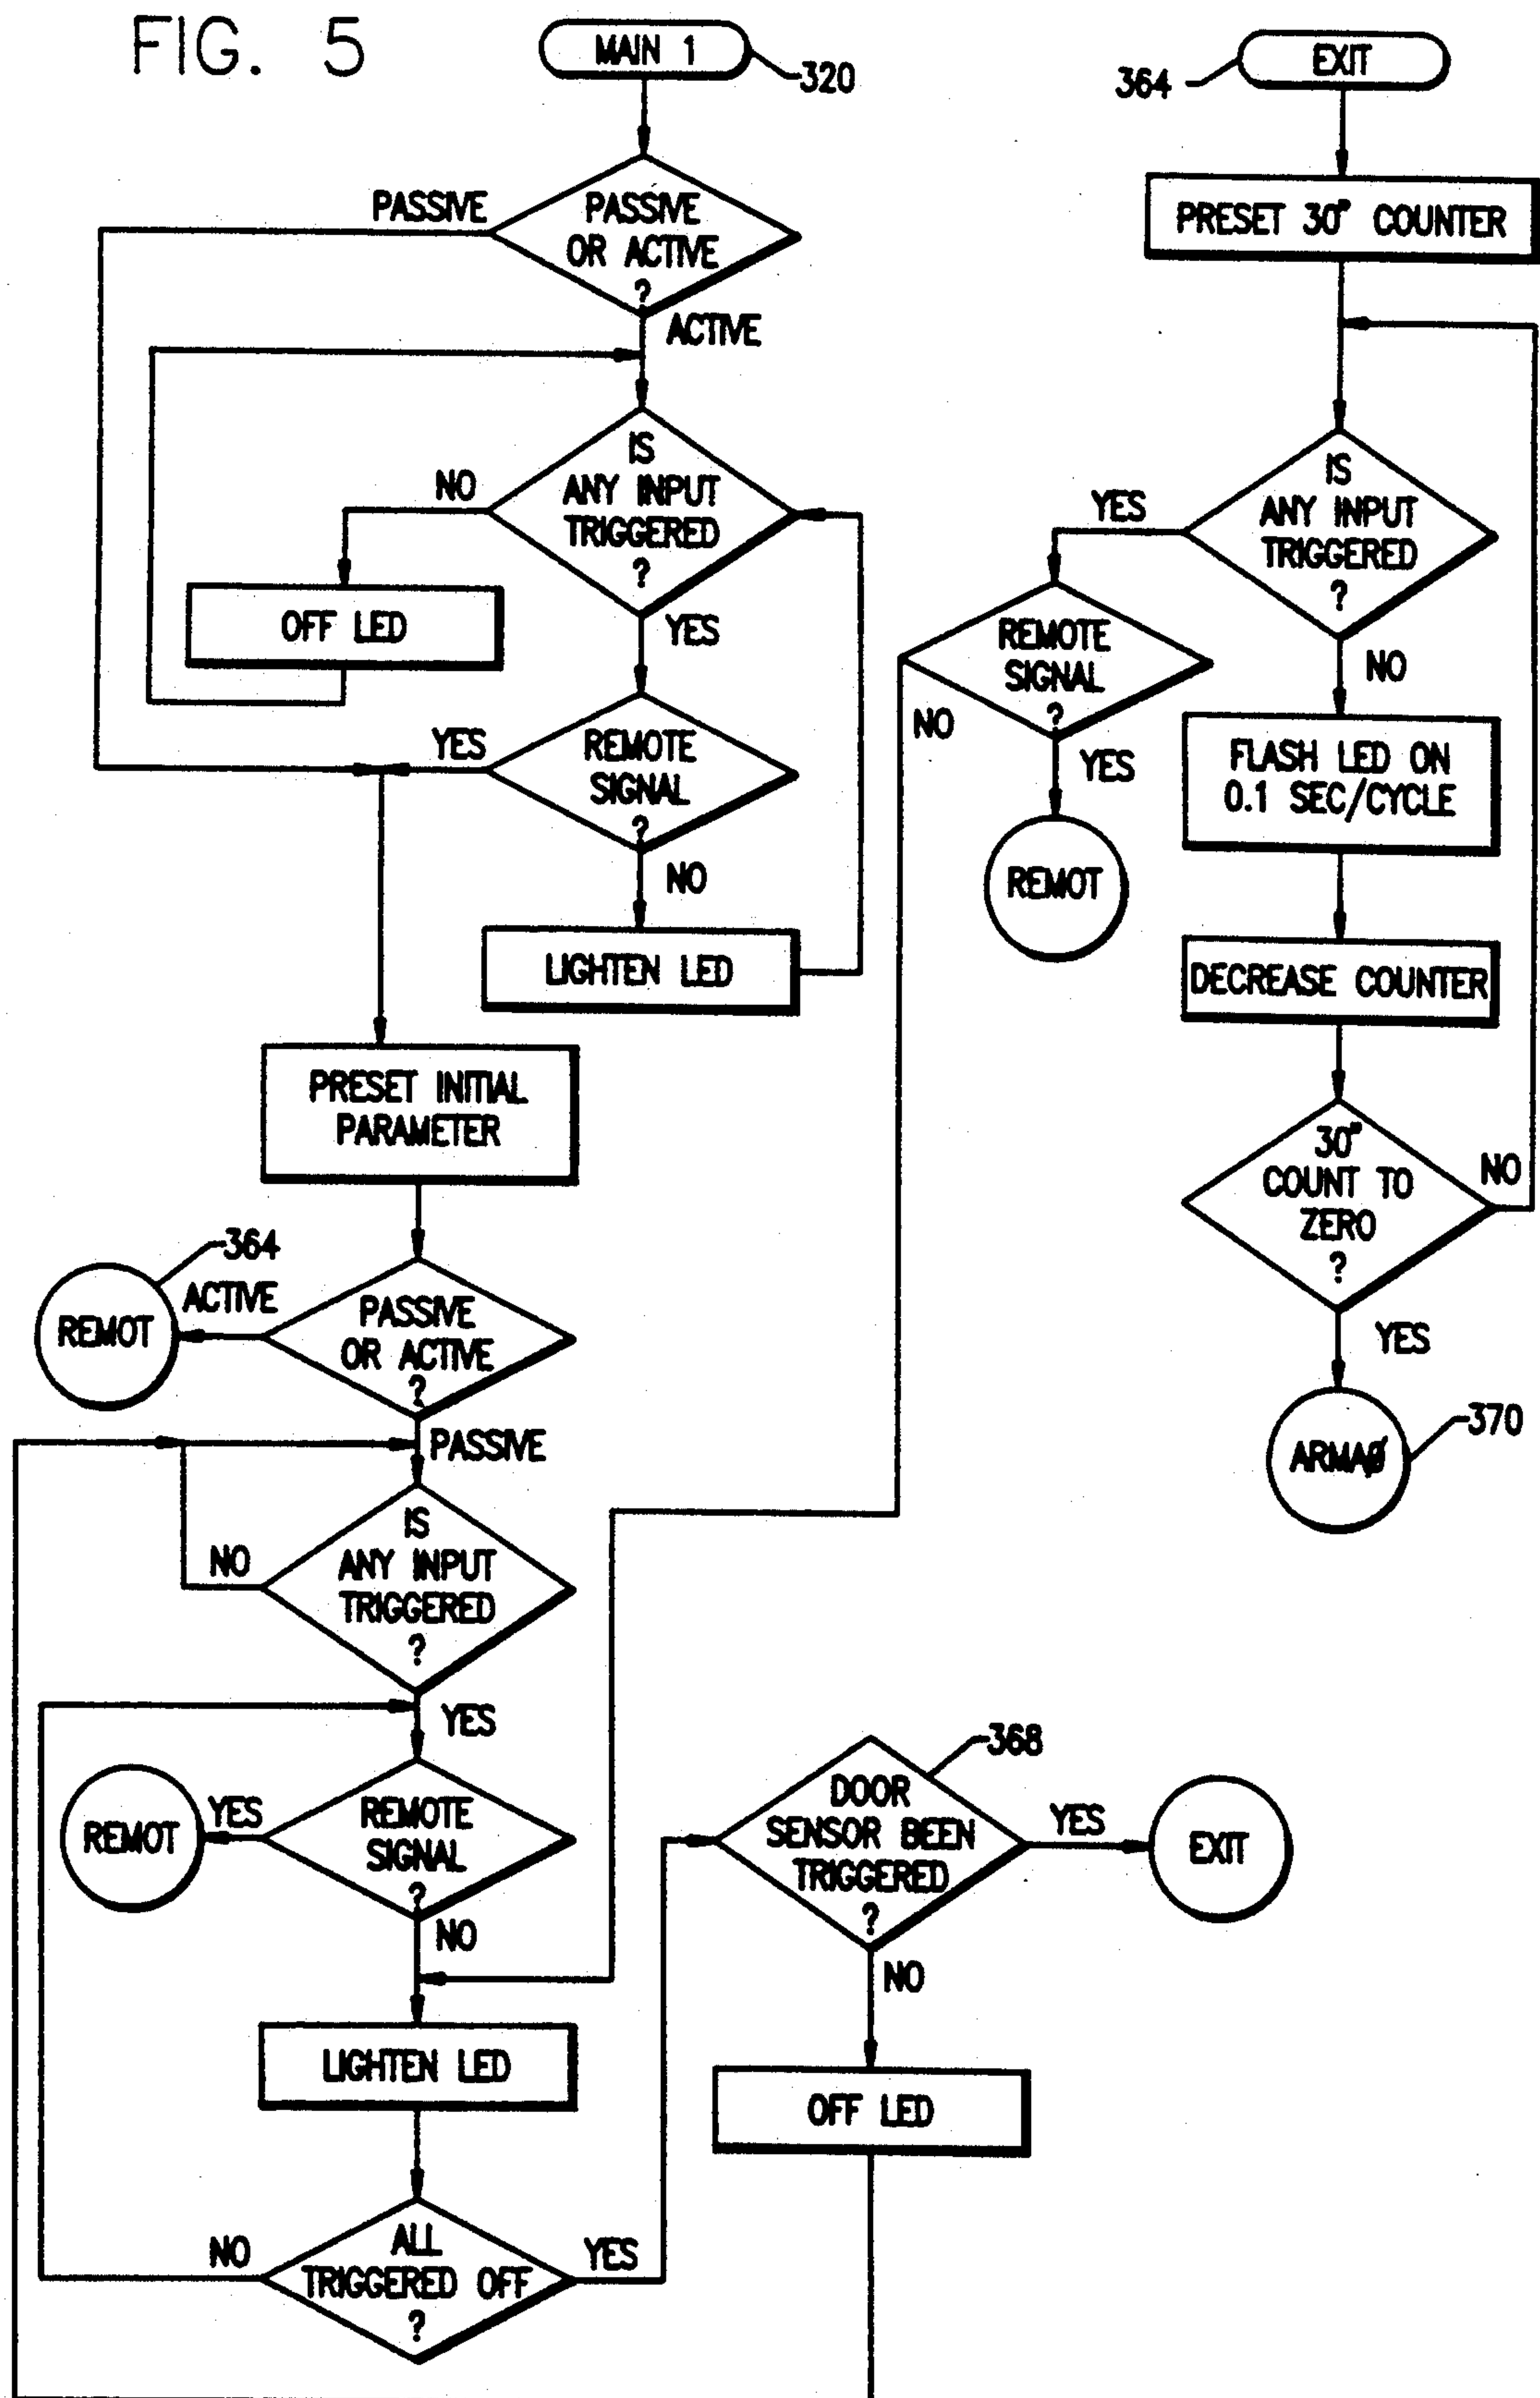 FIG. 5
MAIN 1
320
PASSIVE
PASSIVE
OR ACTIVE
?
ACTIVE
IS
ANY INPUT
TRIGGERED
?
NO
OFF LED
YES
REMOTE
SIGNAL
?
YES
NO
LIGHTEN LED
PRESET INITIAL
PARAMETER
364
REMOT
ACTIVE
PASSIVE
OR ACTIVE
?
PASSIVE
IS
ANY INPUT
TRIGGERED
?
NO
YES
REMOT
YES
REMOTE
SIGNAL
?
NO
LIGHTEN LED
NO
ALL
TRIGGERED OFF
?
YES
368
DOOR
SENSOR BEEN
TRIGGERED
?
YES
EXIT
NO
OFF LED
364
EXIT
PRESET 30" COUNTER
IS
ANY INPUT
TRIGGERED
?
YES
REMOTE
SIGNAL
?
NO
YES
REMOT
NO
FLASH LED ON
0.1 SEC/CYCLE
DECREASE COUNTER
30"
COUNT TO
ZERO
?
NO
YES
ARMAØ
370